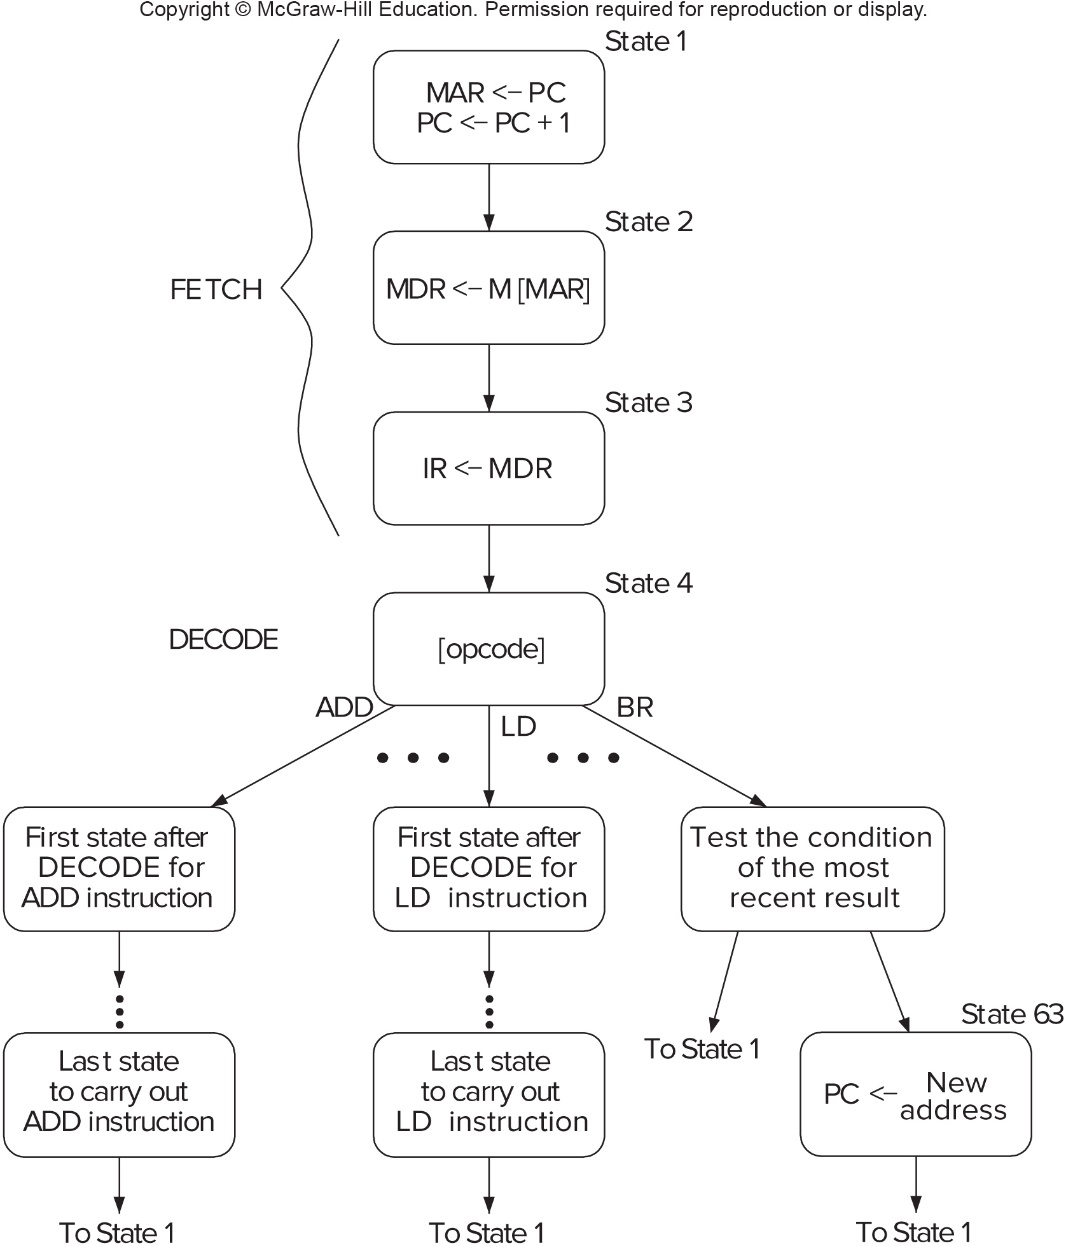 Copyright © McGraw-Hill Education. Permission required for reproduction or display.
State 1
MAR <– PC
PC <– PC + 1
State 2
FETCH
MDR <– M [MAR]
State 3
IR <– MDR
State 4
DECODE
[opcode]
ADD
LD
BR
First state after
DECODE for
ADD instruction
First state after
DECODE for
LD instruction
Test the condition
of the most
recent result
Last state
to carry out
ADD instruction
Last state
to carry out
LD instruction
To State 1
State 63
PC <– New
address
To State 1
To State 1
To State 1